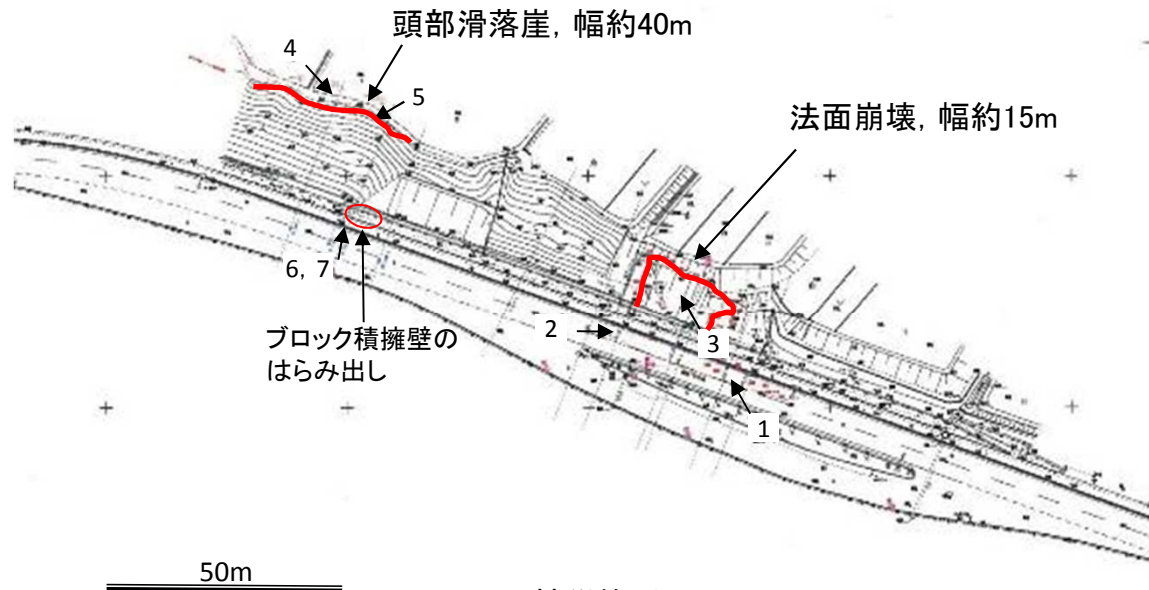 頭部滑落崖, 幅約40m
4
5
法面崩壊, 幅約15m
6, 7
ブロック積擁壁の
はらみ出し
2
3
1
50m